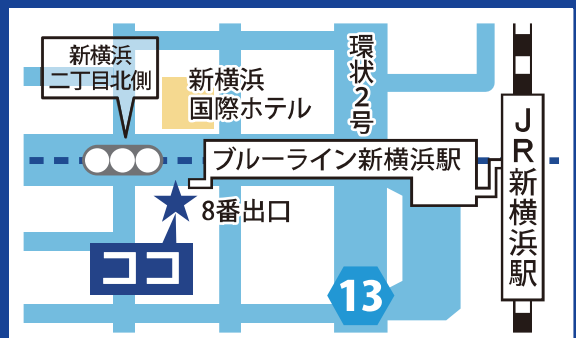 新横浜
二丁目北側
新横浜
国際ホテル
環状2号
ブルーライン新横浜駅
JR新横浜駅
8番出口
ココ
13